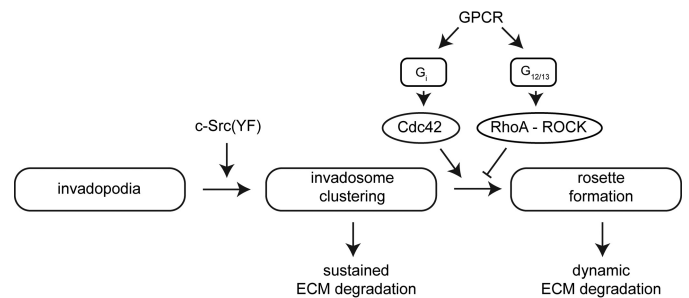 GPCR
Gi
G12/13
c-Src(YF)
Cdc42
RhoA - ROCK
invadopodia
invadosome
clustering
rosette
formation
sustained
ECM degradation
dynamic
ECM degradation